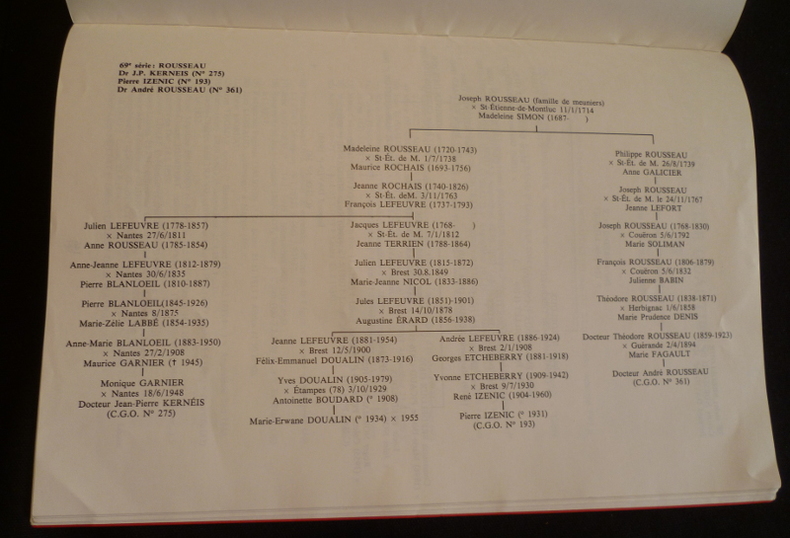 69e série : ROUSSEAU
Dr J.P. KERNEIS (N° 275)
Pierre IZENIC (N° 193)
Dr André ROUSSEAU (N° 361)
Joseph ROUSSEAU (famille de meuniers)
× St-Étienne-de-Montluc 11/1/1714
Madeleine SIMON (1687- )
Madeleine ROUSSEAU (1720-1743)
× St-Ét. de M. 1/7/1738
Maurice ROCHAIS (1693-1756)
Jeanne ROCHAIS (1740-1826)
× St-Ét. deM. 3/11/1763
François LEFEUVRE (1737-1793)
Philippe ROUSSEAU
× St-Ét. de M. 26/8/1739
Anne GALICIER
Joseph ROUSSEAU
× St-Ét. de M. le 24/11/1767
Jeanne LEFORT
Julien LEFEUVRE (1778-1857)
× Nantes 27/6/1811
Anne ROUSSEAU (1785-1854)
Anne-Jeanne LEFEUVRE (1812-1879)
× Nantes 30/6/1835
Pierre BLANLOEIL (1810-1887)
Pierre BLANLOEIL(1845-1926)
× Nantes 8/1875
Marie-Zélie LABBÉ (1854-1935)
Anne-Marie BLANLOEIL (1883-1950)
× Nantes 27/2/1908
Maurice GARNIER († 1945)
Monique GARNIER
× Nantes 18/6/1948
Docteur Jean-Pierre KERNÉIS
(C.G.O. N° 275)
Jacques LEFEUVRE (1768- )
× St-Ét. de M. 7/1/1812
Jeanne TERRIEN (1788-1864)
Julien LEFEUVRE (1815-1872)
× Brest 30.8.1849
Marie-Jeanne NICOL (1833-1886)
Jules LEFEUVRE (1851)-1901)
× Brest 14/10/1878
Augustine ÉRARD (1856-1938)
Jeanne LEFEUVRE (1881-1954)
× Brest 12/5/1900
Félix-Emmanuel DOUALIN (1873-1916)
Yves DOUALIN (1905-1979)
× Étampes (78) 3/10/1929
Antoinette BOUDARD (° 1908)
Marie-Erwane DOUALIN (° 1934) × 1955
Andrée LEFEUVRE (1886-1924)
× Brest 2/1/1908
Georges ETCHEBERRY (1881-1918)
Yvonne ETCHEBERRY (1909-1942)
× Brest 9/7/1930
René IZENIC (1904-1960)
Pierre IZENIC (° 1931)
(C.G.O. N° 193)
Joseph ROUSSEAU (1768-1830)
× Couëron 5/6/1792
Marie SOLIMAN
François ROUSSEAU (1806-1879)
× Couëron 5/6/1832
Julienne BABIN
Théodore ROUSSEAU (1838-1871)
× Herbignac 1/6/1858
Marie Prudence DENIS
Docteur Théodore ROUSSEAU (1859-1923)
× Guérande 2/4/1894
Marie FAGAULT
Docteur André ROUSSEAU
(C.G.O. N° 361)